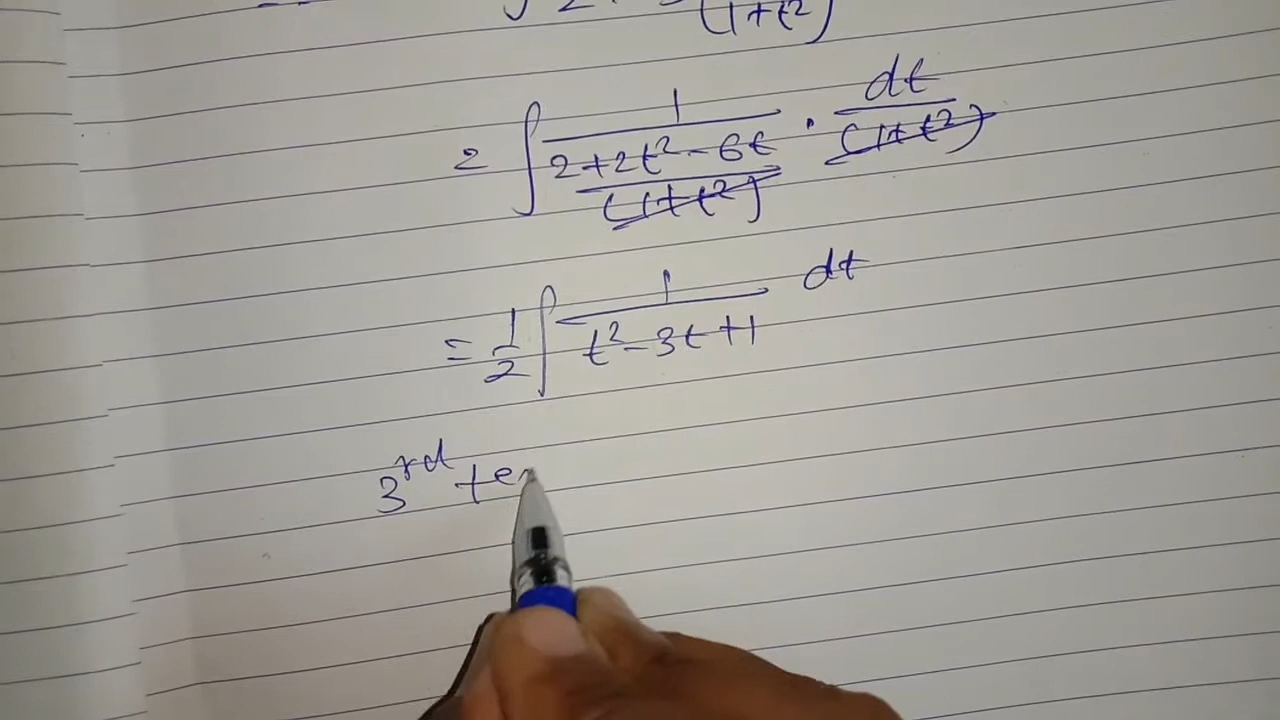 (1+t²)
= ∫ 1/((2+2t²-6t)/(1+t²)) · dt/(1+t²)
= 1/2 ∫ 1/(t²-3t+1) dt
3rd te